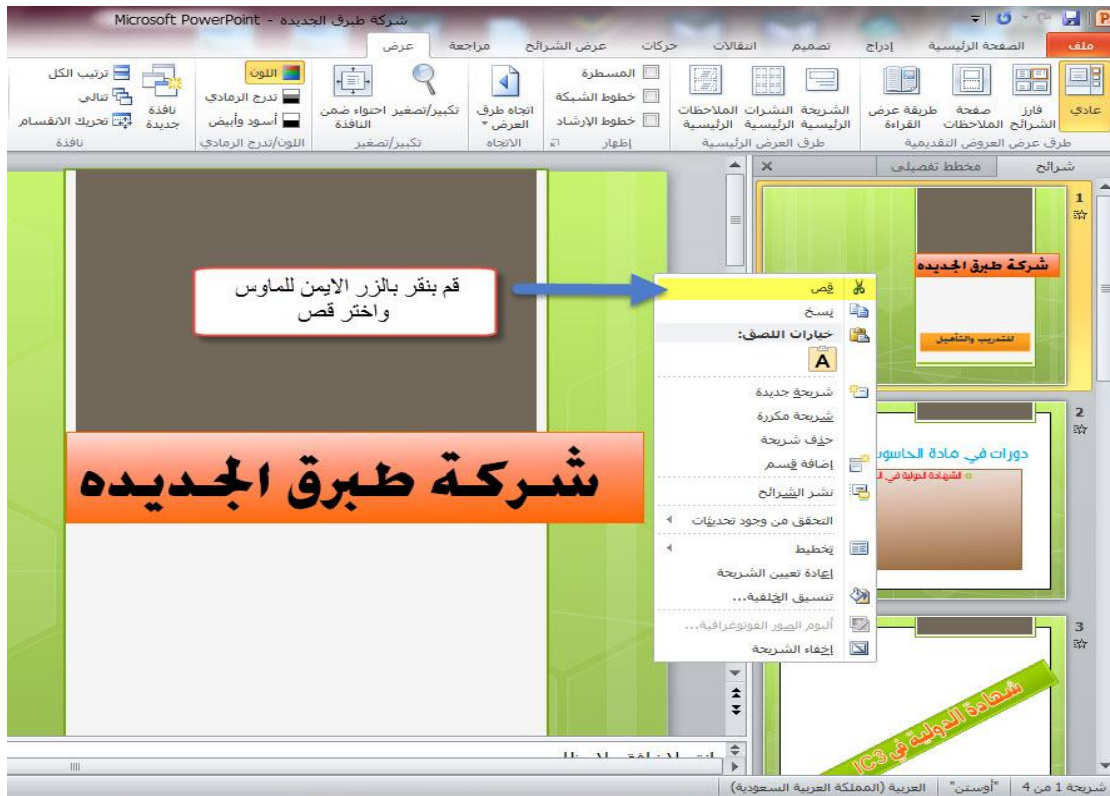 شركة طبرق الجديده - Microsoft PowerPoint
ملف الصفحة الرئيسية إدراج تصميم انتقالات حركات عرض الشرائح مراجعة عرض
عادي
فارز الشرائح
صفحة الملاحظات
طريقة عرض القراءة
طرق عرض العروض التقديمية
الشريحة الرئيسية
النشرات الرئيسية
الملاحظات الرئيسية
طرق العرض الرئيسية
المسطرة
خطوط الشبكة
خطوط الإرشاد
إظهار
اتجاه طرق العرض
الاتجاه
تكبير/تصغير
احتواء ضمن النافذة
تكبير/تصغير
اللون
تدرج الرمادي
أسود وأبيض
اللون/تدرج الرمادي
نافذة جديدة
ترتيب الكل
تتالي
تحريك الانقسام
نافذة
شرائح مخطط تفصيلي
1
شركة طبرق الجديده
للتدريب والتأهيل
2
دورات في مادة الحاسوب
الشهادة الدولية في
3
شهادة الدولية في IC3
قص
نسخ
خيارات اللصق:
A
شريحة جديدة
شريحة مكررة
حذف شريحة
إضافة قسم
نشر الشرائح
التحقق من وجود تحديثات
تخطيط
إعادة تعيين الشريحة
تنسيق الخلفية...
ألبوم الصور الفوتوغرافية...
إخفاء الشريحة
قم بنقر بالزر الايمن للماوس
واختر قص
شركة طبرق الجديده
شريحة 1 من 4 "أوستن" العربية (المملكة العربية السعودية)